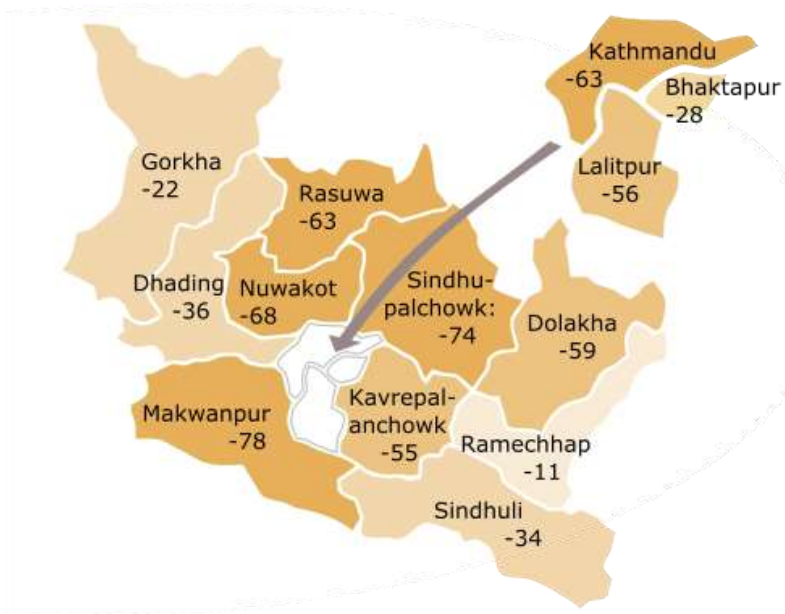 Kathmandu
-63
Bhaktapur
-28
Gorkha
-22
Lalitpur
-56
Rasuwa
-63
Dhading
-36
Nuwakot
-68
Sindhu-
palchowk:
-74
Dolakha
-59
Makwanpur
-78
Kavrepal-
anchowk
-55
Ramechhap
-11
Sindhuli
-34